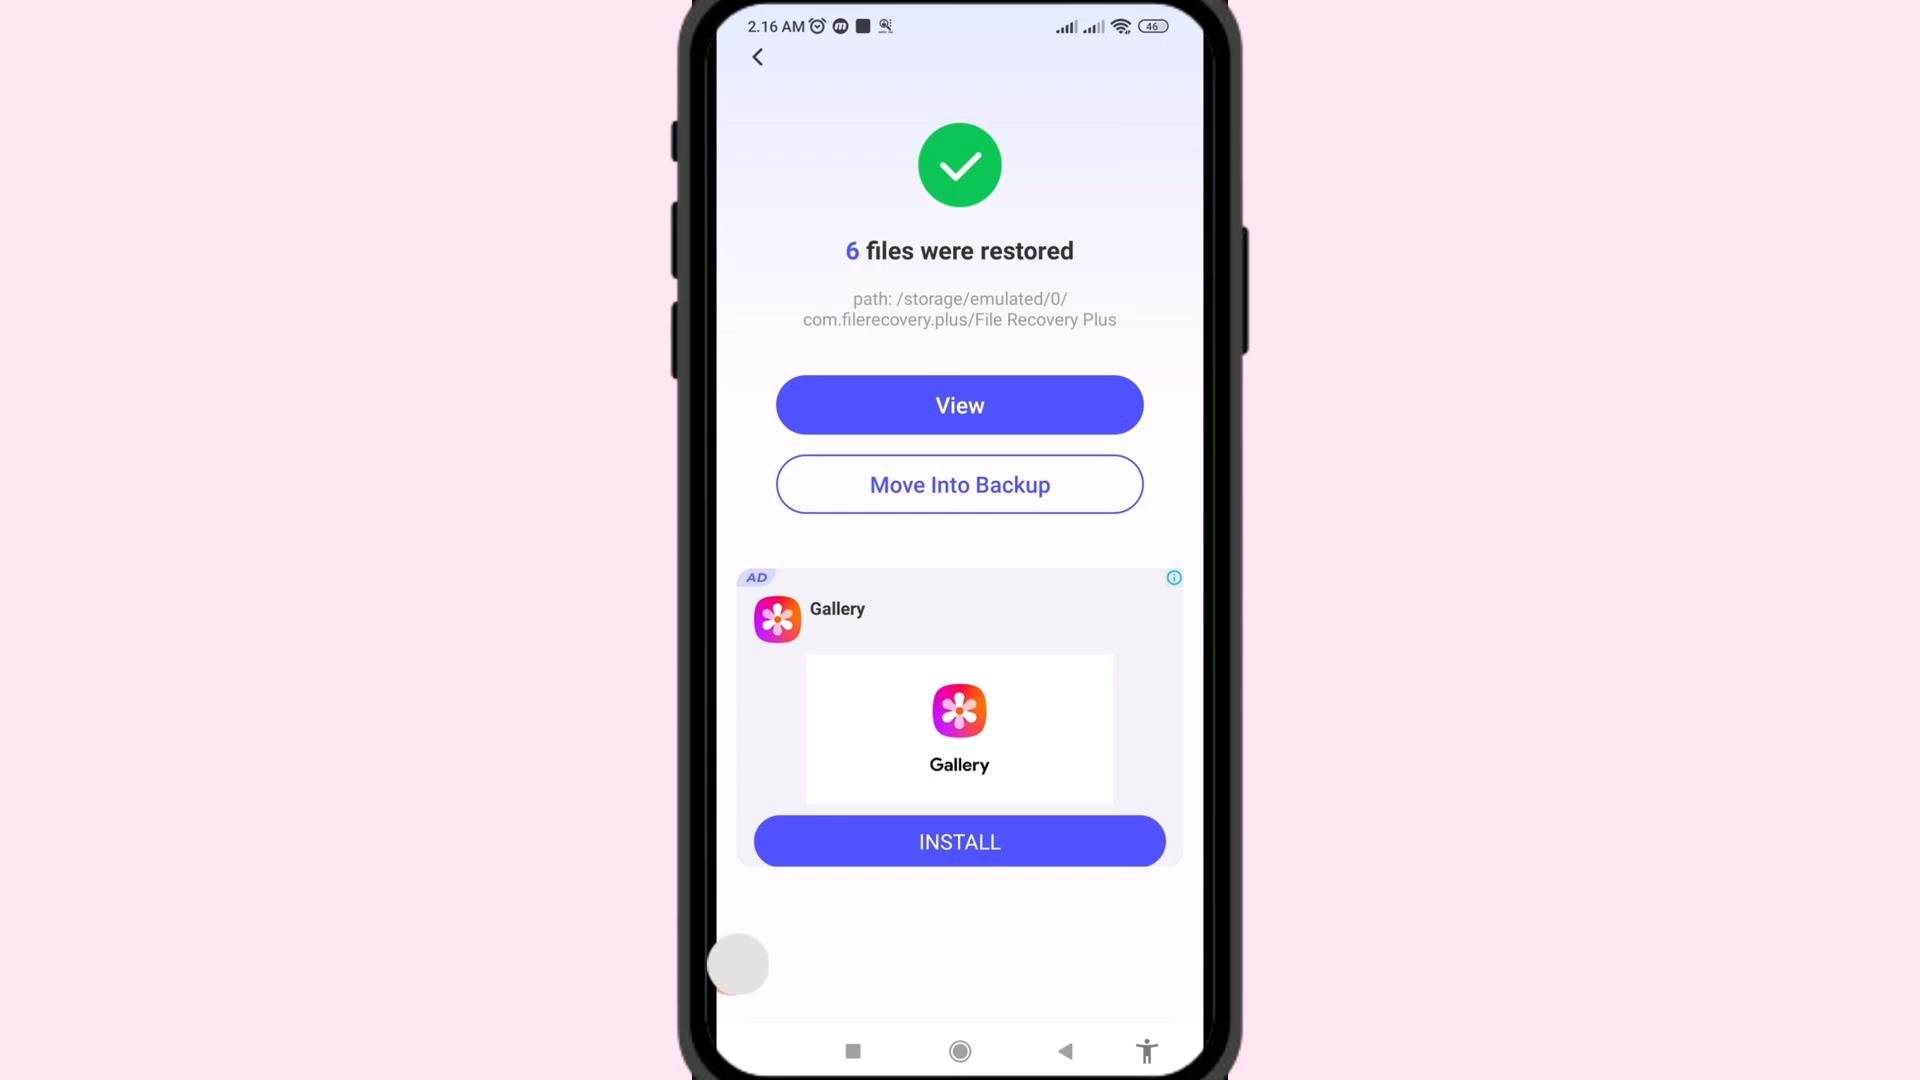 2.16 AM
46
6 files were restored
path: /storage/emulated/0/
com.filerecovery.plus/File Recovery Plus
View
Move Into Backup
AD
Gallery
Gallery
INSTALL